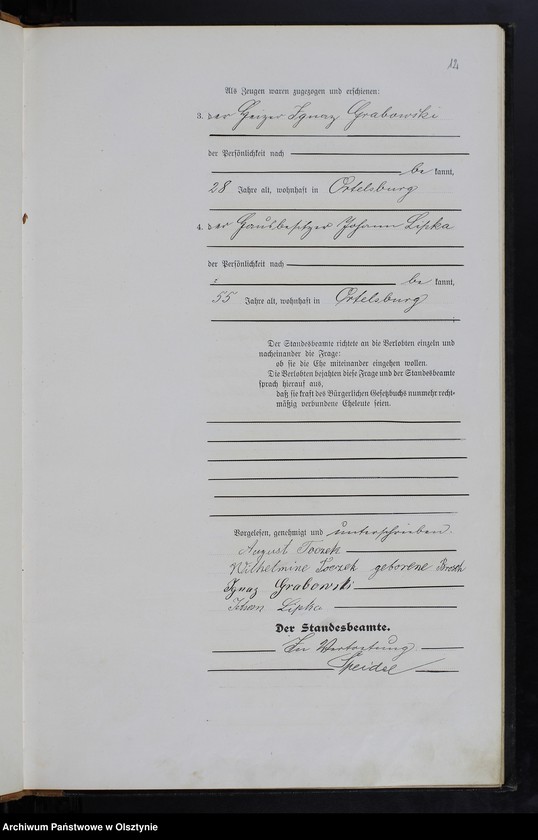 12
Als Zeugen waren zugezogen und erschienen:
3. der Heizer Ignaz Grabowski
der Persönlichkeit nach
be kannt,
28 Jahre alt, wohnhaft in Ortelsburg
4. der Hausbesitzer Johann Lipka
der Persönlichkeit nach
be kannt,
55 Jahre alt, wohnhaft in Ortelsburg
Der Standesbeamte richtete an die Verlobten einzeln und
nacheinander die Frage:
ob sie die Ehe miteinander eingehen wollen.
Die Verlobten bejahten diese Frage und der Standesbeamte
sprach hierauf aus,
daß sie kraft des Bürgerlichen Gesetzbuchs nunmehr recht-
mäßig verbundene Eheleute seien.
Vorgelesen, genehmigt und unterschrieben.
August Toczek
Wilhelmine Toczek geborene
Ignaz Grabowski
Johann Lipka
Der Standesbeamte.
In Vertretung
Speidel
Archiwum Państwowe w Olsztynie